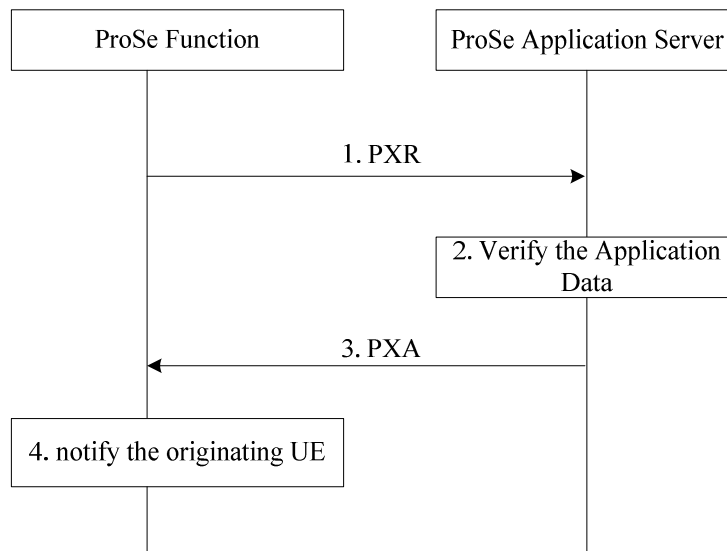 ProSe Function
ProSe Application Server
1. PXR
2. Verify the Application
Data
3. PXA
4. notify the originating UE